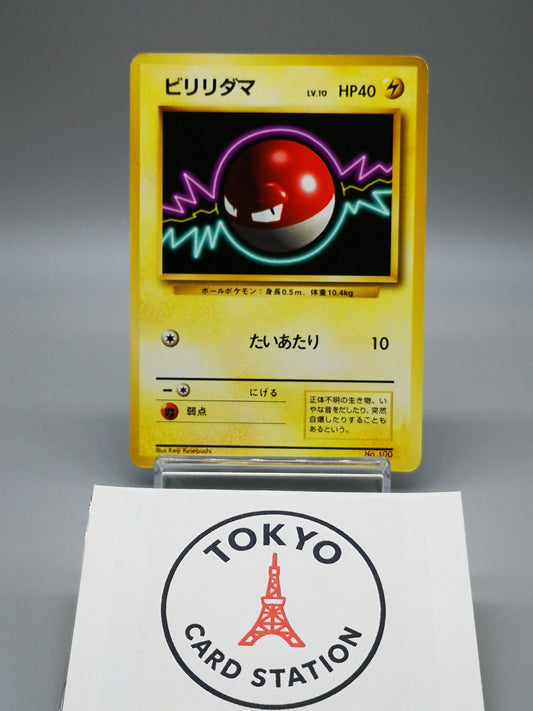 ビリリダマ LV.10 HP40
ボールポケモン：身長0.5m、体重10.4kg
たいあたり 10
にげる
弱点
正体不明の生き物、い
やな音をだしたり、突然
自爆したりすることも
あるという。
Illus. Keiji Kinebuchi
No. 100
TOKYO
CARD STATION